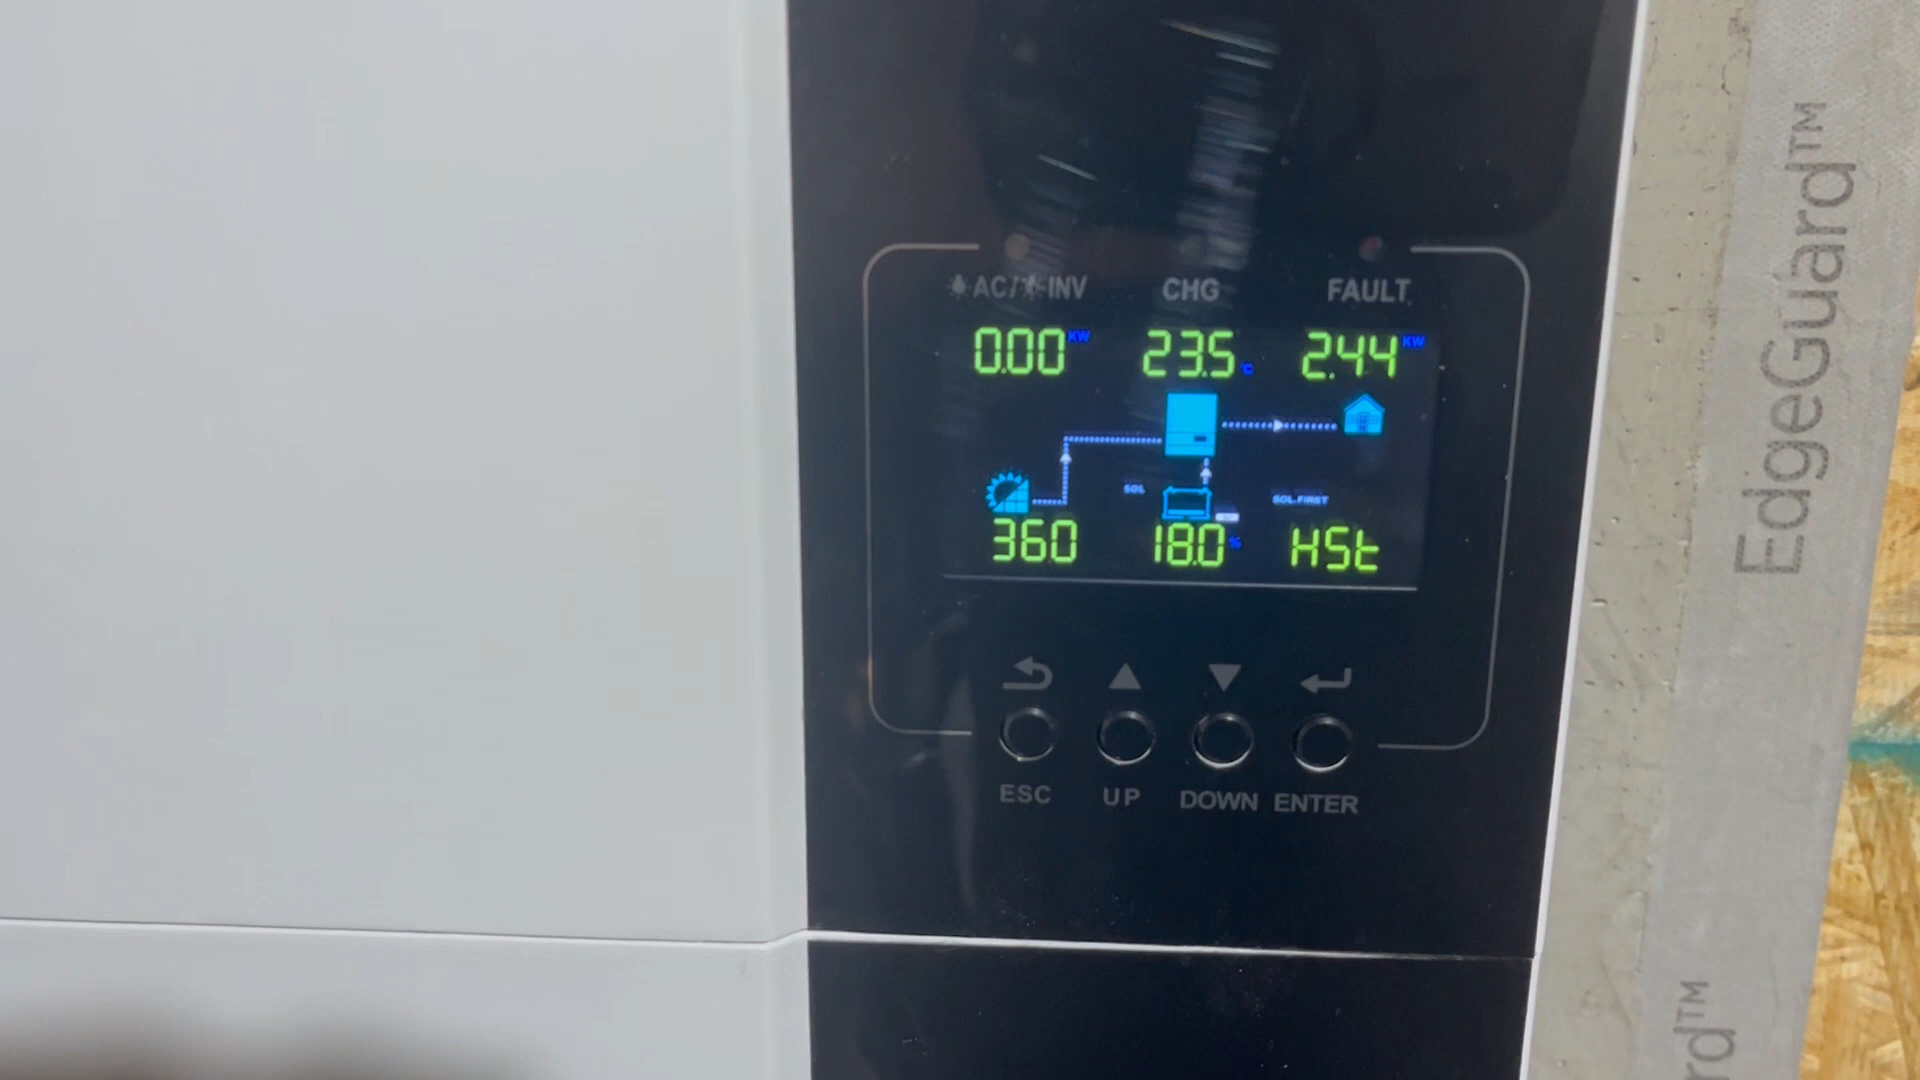 AC/ INV CHG FAULT
0.00 KW 23.5 °C 2.44 KW
SOL SOL FIRST
360 18.0 % HSt
ESC UP DOWN ENTER
EdgeGuard™
rd™